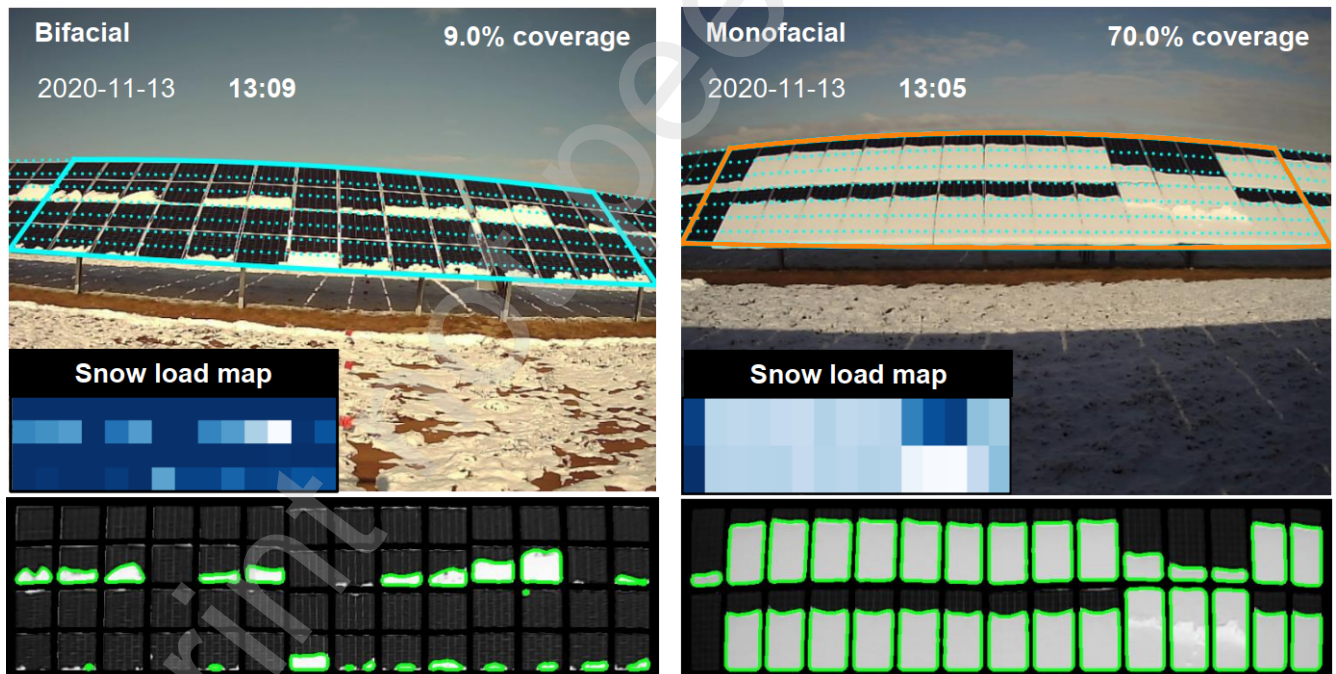 Bifacial
9.0% coverage
2020-11-13 13:09
Snow load map
Monofacial
70.0% coverage
2020-11-13 13:05
Snow load map